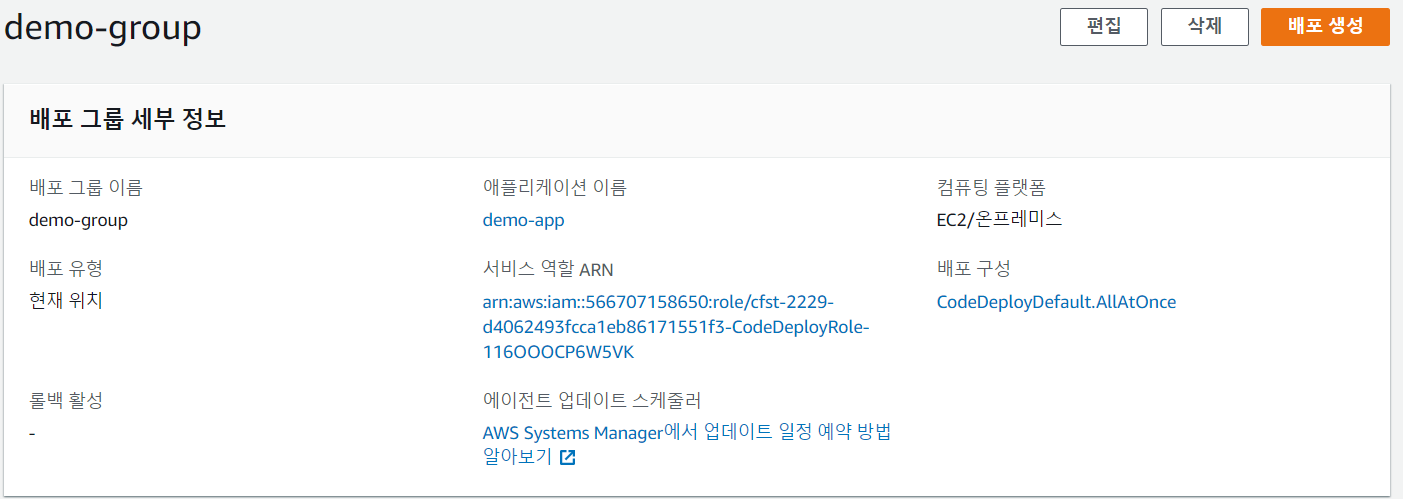 demo-group
편집
삭제
배포 생성
배포 그룹 세부 정보
배포 그룹 이름
demo-group
애플리케이션 이름
demo-app
컴퓨팅 플랫폼
EC2/온프레미스
배포 유형
현재 위치
서비스 역할 ARN
arn:aws:iam::566707158650:role/cfst-2229-
d4062493fcca1eb86171551f3-CodeDeployRole-
116OOOCP6W5VK
배포 구성
CodeDeployDefault.AllAtOnce
롤백 활성
-
에이전트 업데이트 스케줄러
AWS Systems Manager에서 업데이트 일정 예약 방법
알아보기